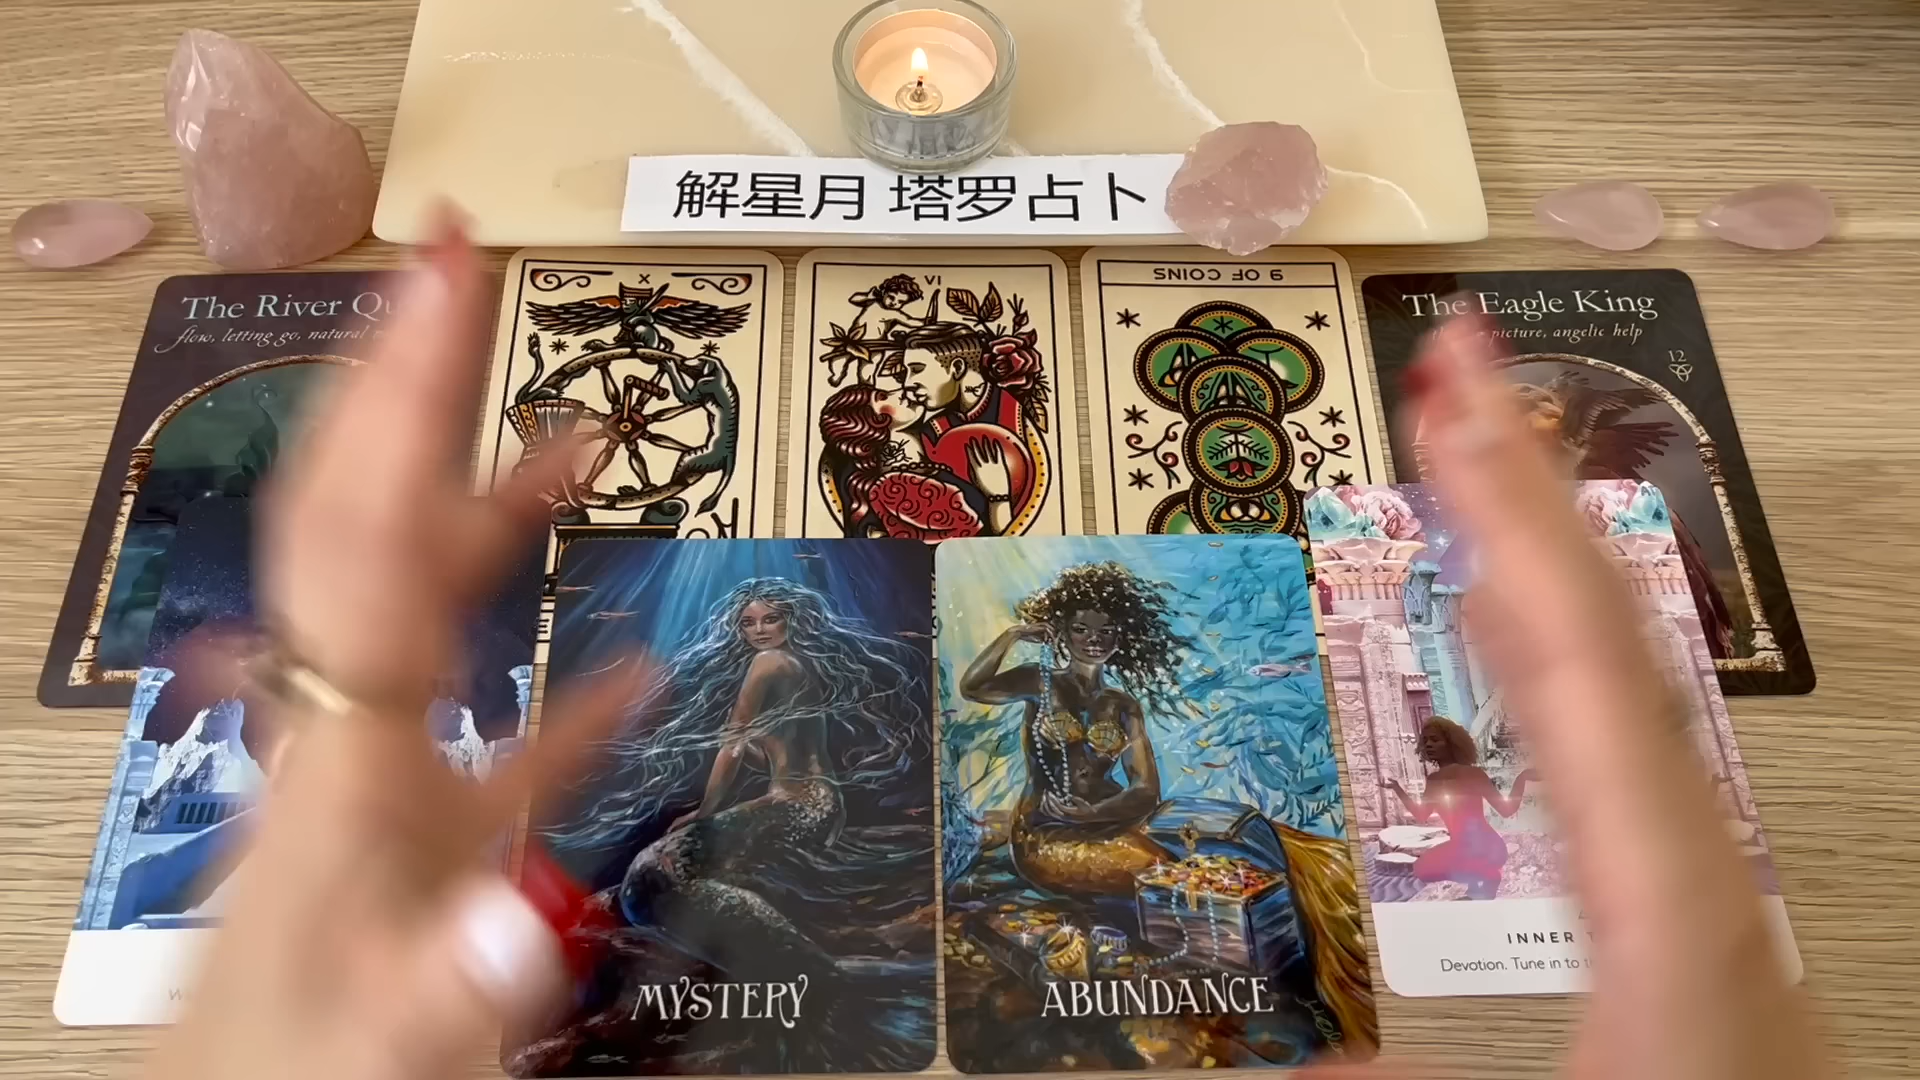 解星月 塔罗占卜
The River
flow, letting go, natural
X
VI
9 OF COINS
The Eagle King
picture, angelic help
12
MYSTERY
ABUNDANCE
INNER
Devotion. Tune in to